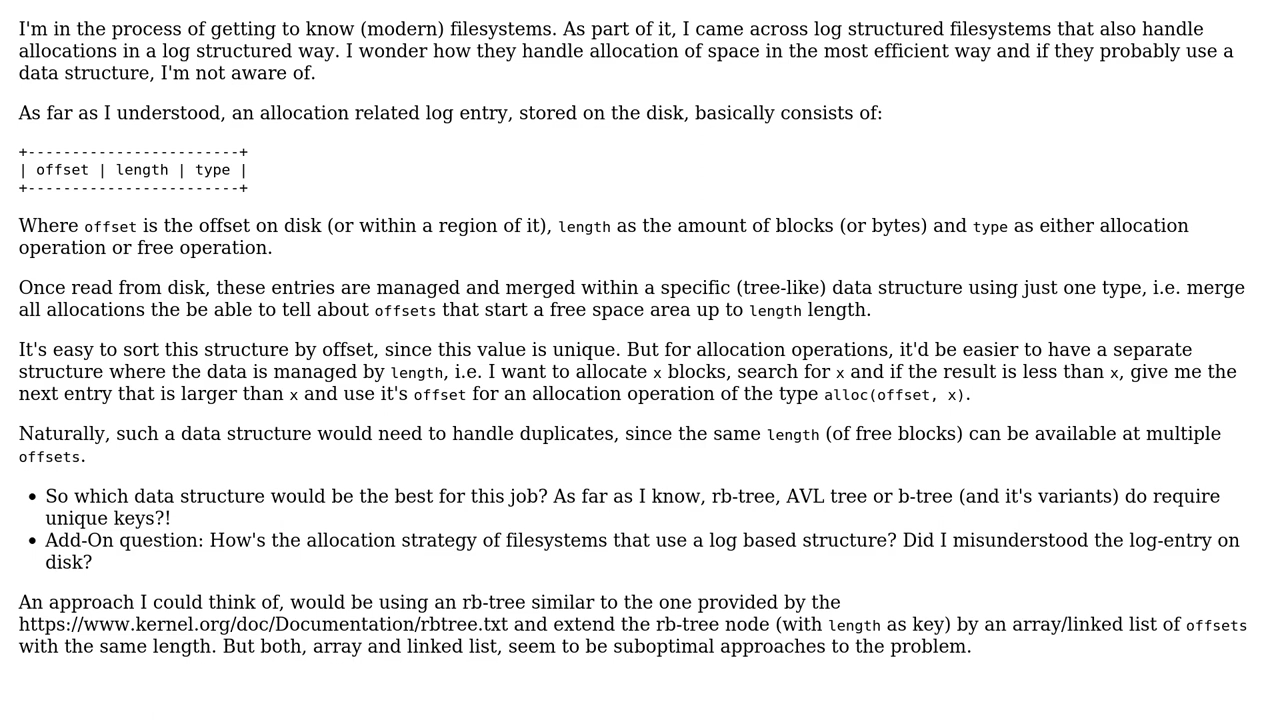 I'm in the process of getting to know (modern) filesystems. As part of it, I came across log structured filesystems that also handle
allocations in a log structured way. I wonder how they handle allocation of space in the most efficient way and if they probably use a
data structure, I'm not aware of.
As far as I understood, an allocation related log entry, stored on the disk, basically consists of:
+-----------------------+
| offset | length | type |
+-----------------------+
Where offset is the offset on disk (or within a region of it), length as the amount of blocks (or bytes) and type as either allocation
operation or free operation.
Once read from disk, these entries are managed and merged within a specific (tree-like) data structure using just one type, i.e. merge
all allocations the be able to tell about offsets that start a free space area up to length length.
It's easy to sort this structure by offset, since this value is unique. But for allocation operations, it'd be easier to have a separate
structure where the data is managed by length, i.e. I want to allocate x blocks, search for x and if the result is less than x, give me the
next entry that is larger than x and use it's offset for an allocation operation of the type alloc(offset, x).
Naturally, such a data structure would need to handle duplicates, since the same length (of free blocks) can be available at multiple
offsets.
• So which data structure would be the best for this job? As far as I know, rb-tree, AVL tree or b-tree (and it's variants) do require
unique keys?!
• Add-On question: How's the allocation strategy of filesystems that use a log based structure? Did I misunderstood the log-entry on
disk?
An approach I could think of, would be using an rb-tree similar to the one provided by the
https://www.kernel.org/doc/Documentation/rbtree.txt and extend the rb-tree node (with length as key) by an array/linked list of offsets
with the same length. But both, array and linked list, seem to be suboptimal approaches to the problem.